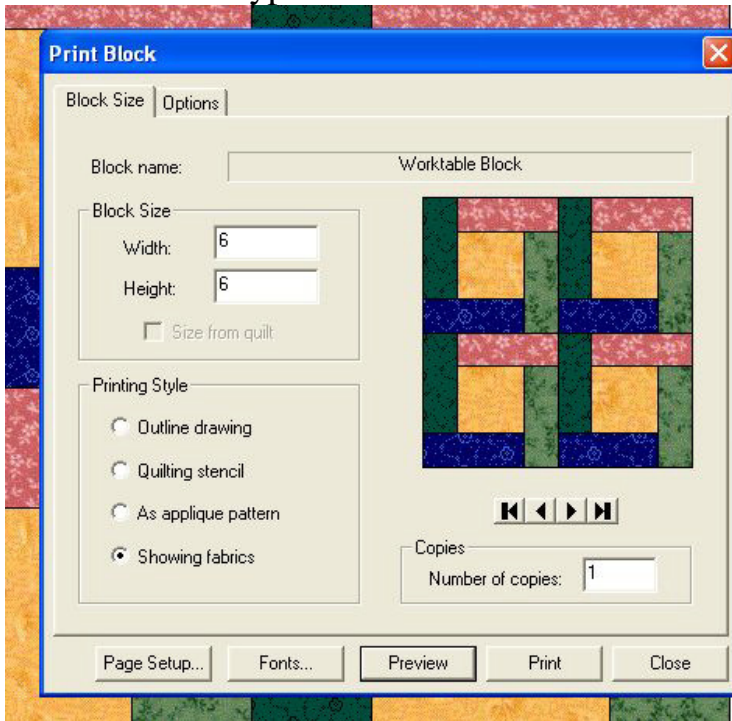 Print Block
Block Size Options
Block name: Worktable Block
Block Size
Width: 6
Height: 6
Size from quilt
Printing Style
Outline drawing
Quilting stencil
As applique pattern
Showing fabrics
Copies
Number of copies: 1
Page Setup... Fonts... Preview Print Close